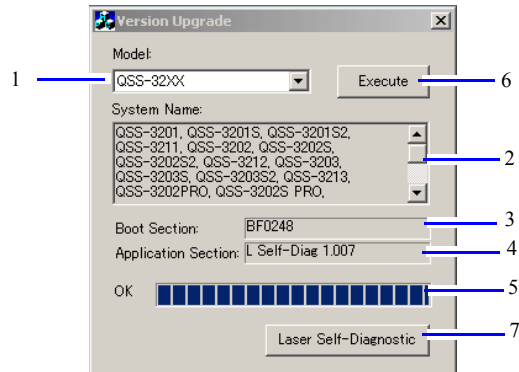 Version Upgrade
Model:
1
QSS-32XX
Execute
6
System Name:
QSS-3201, QSS-3201S, QSS-3201S2,
QSS-3211, QSS-3202, QSS-3202S,
QSS-3202S2, QSS-3212, QSS-3203,
QSS-3203S, QSS-3203S2, QSS-3213,
QSS-3202PRO, QSS-3202S PRO,
2
Boot Section: BF0248
3
Application Section: L Self-Diag 1.007
4
OK
5
Laser Self-Diagnostic
7